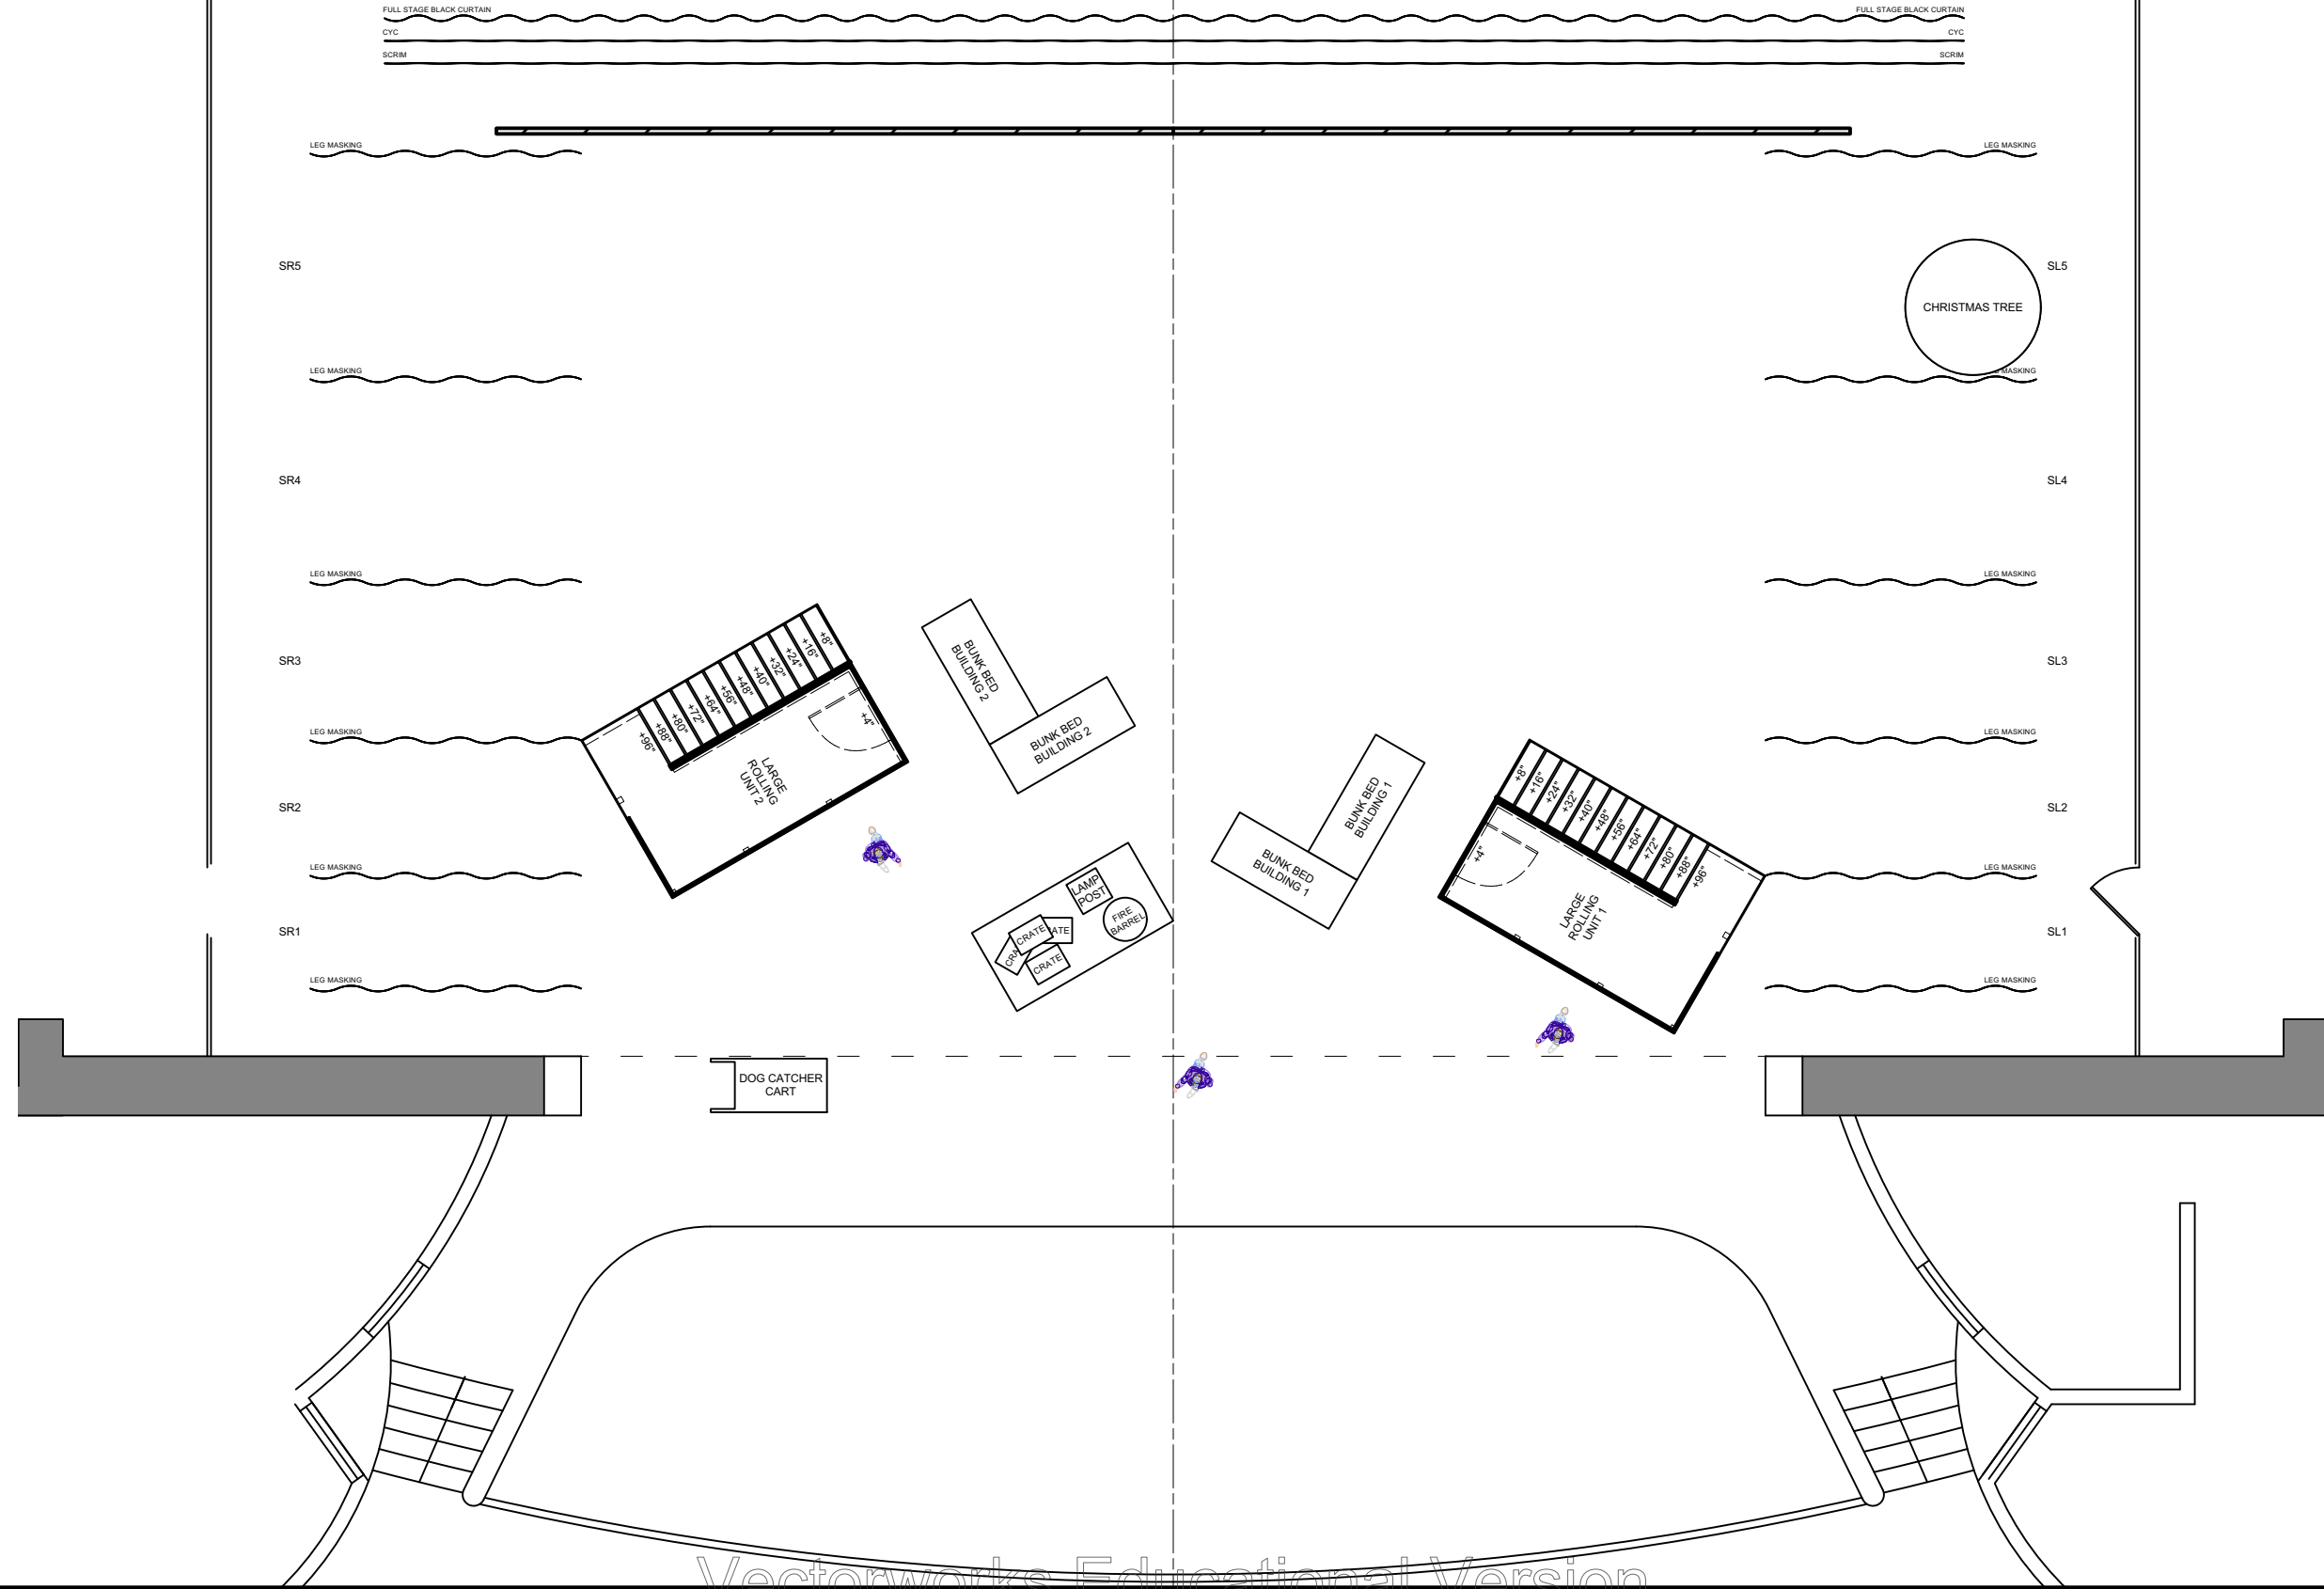 FULL STAGE BLACK CURTAIN
FULL STAGE BLACK CURTAIN
CYC
CYC
SCRIM
SCRIM
LEG MASKING
LEG MASKING
SR5
SL5
CHRISTMAS TREE
LEG MASKING
MASKING
SR4
SL4
LEG MASKING
LEG MASKING
SR3
SL3
+8"
+16"
+24"
+32"
+40"
+48"
+56"
+64"
+72"
+80"
+88"
+96"
+4"
LARGE
ROLLING
UNIT 2
BUNK BED
BUILDING 2
BUNK BED
BUILDING 2
LEG MASKING
LEG MASKING
SR2
SL2
BUNK BED
BUILDING 1
BUNK BED
BUILDING 1
+8"
+16"
+24"
+32"
+40"
+48"
+56"
+64"
+72"
+80"
+88"
+96"
+4"
LARGE
ROLLING
UNIT 1
LEG MASKING
LEG MASKING
LAMP
POST
FIRE
BARREL
CRATE
ATE
CRA
CRATE
SR1
SL1
LEG MASKING
LEG MASKING
DOG CATCHER
CART
Vectorworks Educational Version